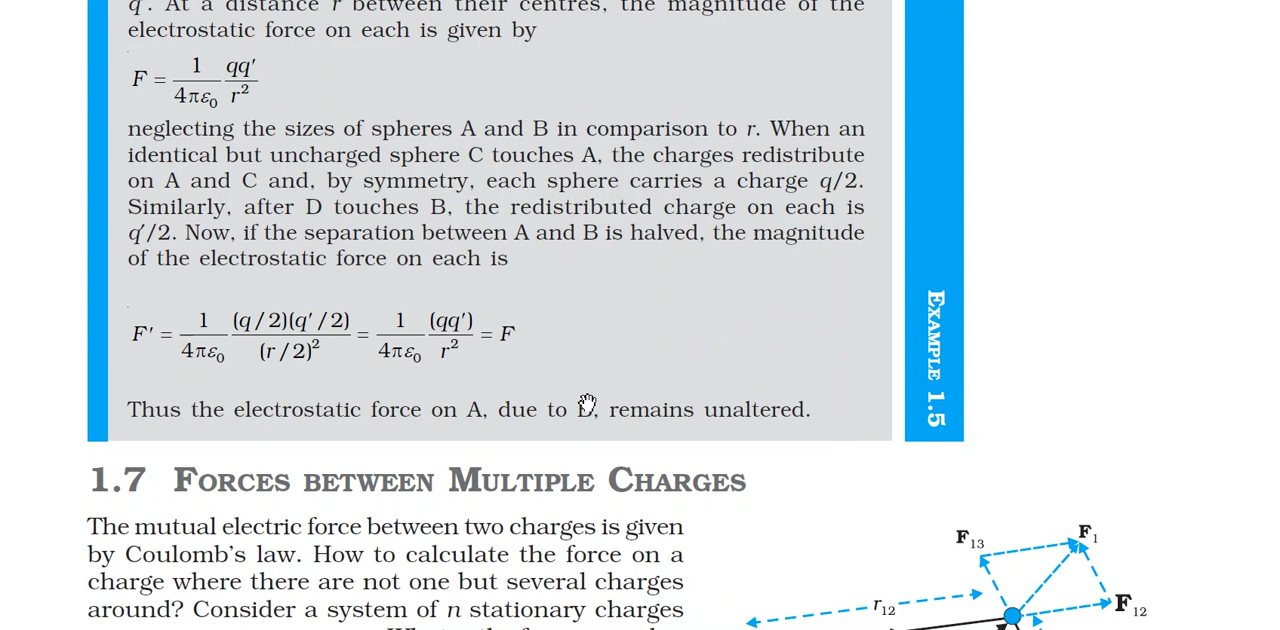 q′. At a distance r between their centres, the magnitude of the
electrostatic force on each is given by
F = 1/4πε₀ qq′/r²
neglecting the sizes of spheres A and B in comparison to r. When an
identical but uncharged sphere C touches A, the charges redistribute
on A and C and, by symmetry, each sphere carries a charge q/2.
Similarly, after D touches B, the redistributed charge on each is
q′/2. Now, if the separation between A and B is halved, the magnitude
of the electrostatic force on each is
F′ = 1/4πε₀ (q/2)(q′/2)/(r/2)² = 1/4πε₀ (qq′)/r² = F
Thus the electrostatic force on A, due to , remains unaltered.
EXAMPLE 1.5
1.7 FORCES BETWEEN MULTIPLE CHARGES
The mutual electric force between two charges is given
by Coulomb's law. How to calculate the force on a
charge where there are not one but several charges
around? Consider a system of n stationary charges
F₁₃
F₁
r₁₂
F₁₂